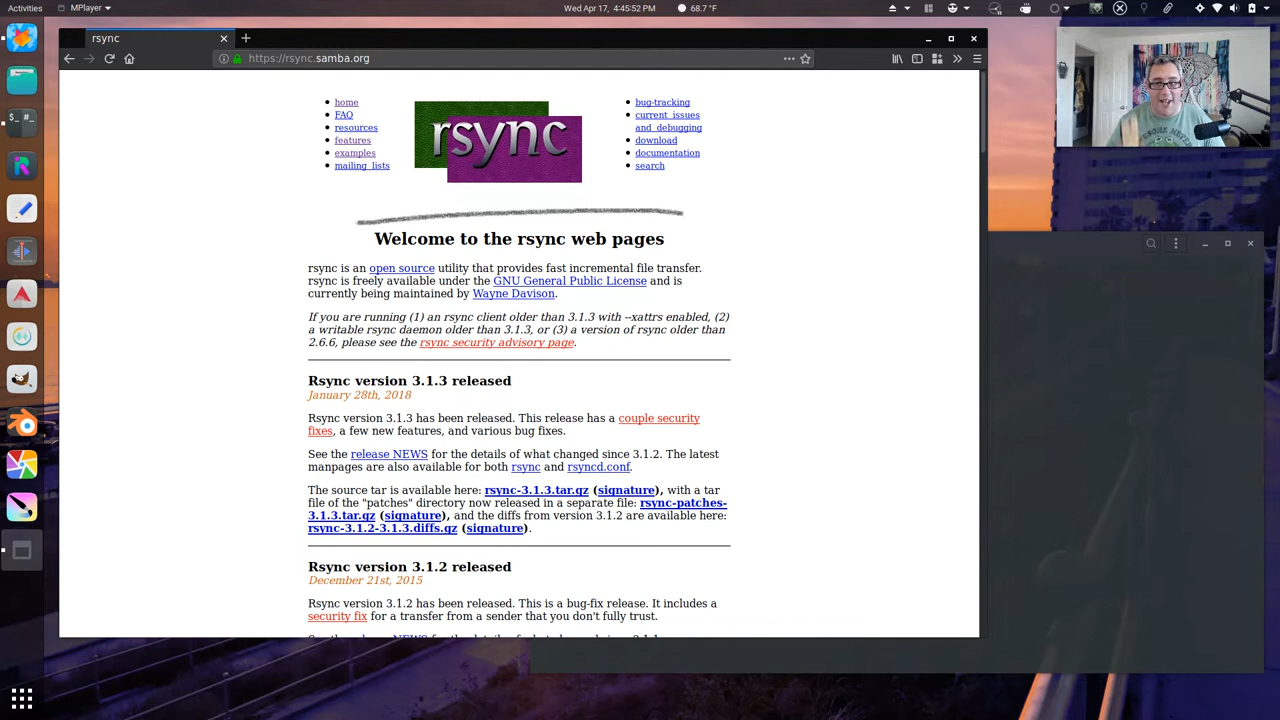 Activities MPlayer Wed Apr 17, 4:45:52 PM 68.7 °F
rsync
https://rsync.samba.org
home
FAQ
resources
features
examples
mailing lists
rsync
bug-tracking
current issues
and debugging
download
documentation
search
Welcome to the rsync web pages
rsync is an open source utility that provides fast incremental file transfer.
rsync is freely available under the GNU General Public License and is
currently being maintained by Wayne Davison.
If you are running (1) an rsync client older than 3.1.3 with --xattrs enabled, (2)
a writable rsync daemon older than 3.1.3, or (3) a version of rsync older than
2.6.6, please see the rsync security advisory page.
Rsync version 3.1.3 released
January 28th, 2018
Rsync version 3.1.3 has been released. This release has a couple security
fixes, a few new features, and various bug fixes.
See the release NEWS for the details of what changed since 3.1.2. The latest
manpages are also available for both rsync and rsyncd.conf.
The source tar is available here: rsync-3.1.3.tar.gz (signature), with a tar
file of the "patches" directory now released in a separate file: rsync-patches-
3.1.3.tar.gz (signature), and the diffs from version 3.1.2 are available here:
rsync-3.1.2-3.1.3.diffs.gz (signature).
Rsync version 3.1.2 released
December 21st, 2015
Rsync version 3.1.2 has been released. This is a bug-fix release. It includes a
security fix for a transfer from a sender that you don't fully trust.